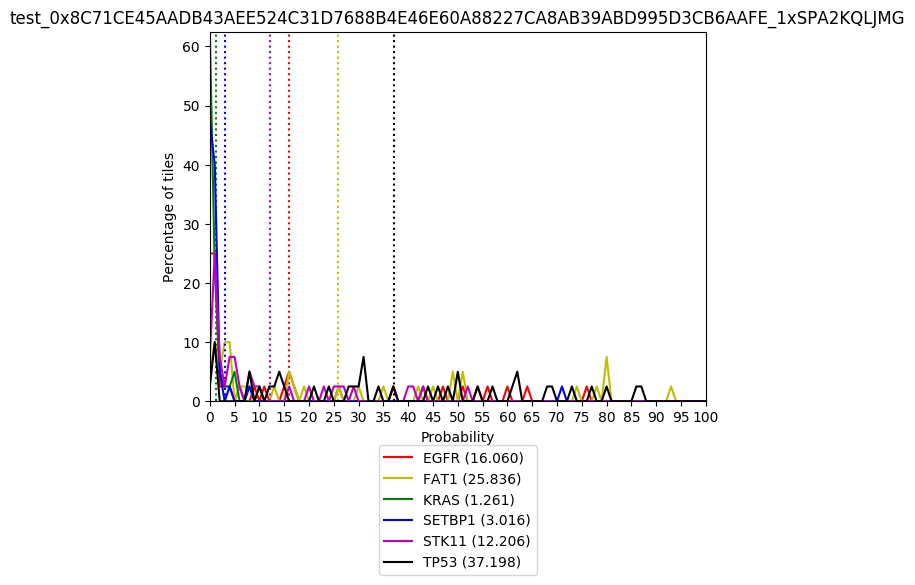 test_0x8C71CE45AADB43AEE524C31D7688B4E46E60A88227CA8AB39ABD995D3CB6AAFE_1xSPA2KQLJMG
60
50
40
30
20
10
0
Percentage of tiles
0 5 10 15 20 25 30 35 40 45 50 55 60 65 70 75 80 85 90 95 100
Probability
EGFR (16.060)
FAT1 (25.836)
KRAS (1.261)
SETBP1 (3.016)
STK11 (12.206)
TP53 (37.198)